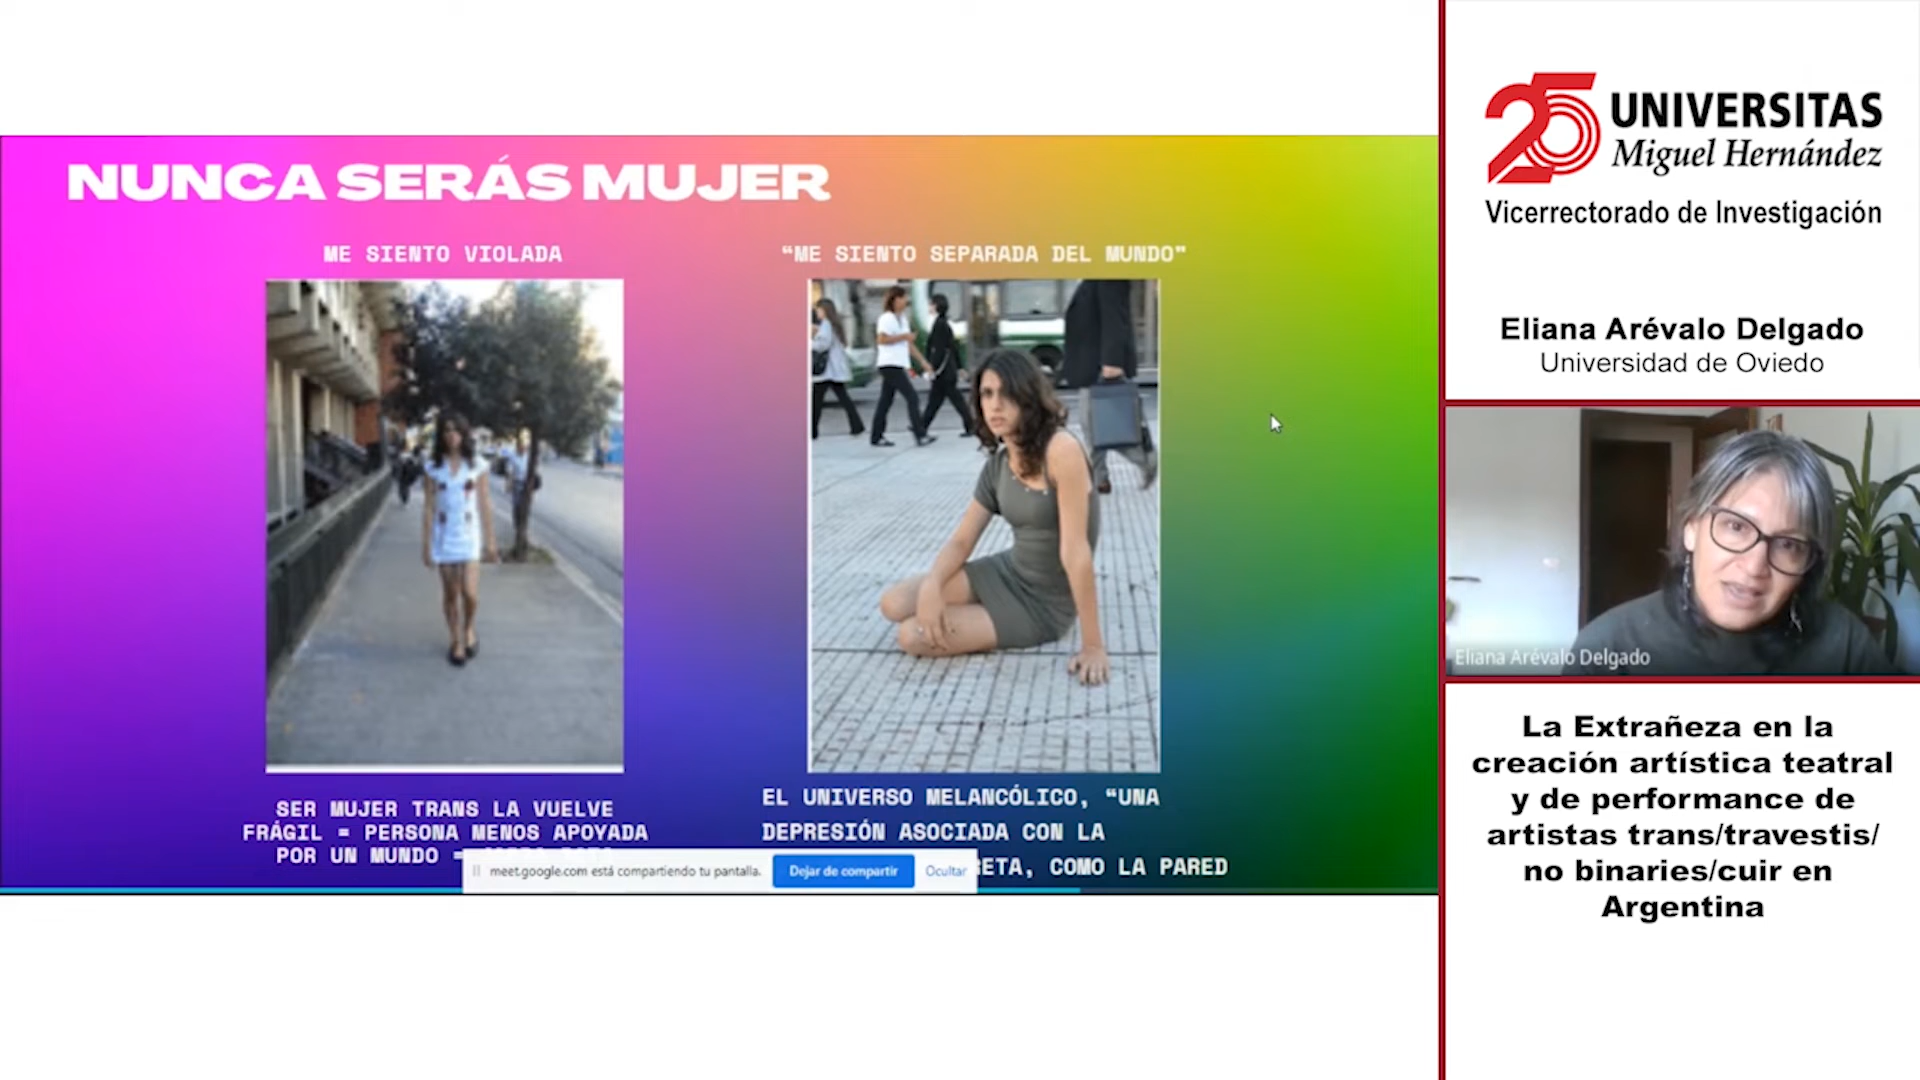 NUNCA SERÁS MUJER
ME SIENTO VIOLADA
"ME SIENTO SEPARADA DEL MUNDO"
SER MUJER TRANS LA VUELVE
FRÁGIL = PERSONA MENOS APOYADA
POR UN MUNDO =
EL UNIVERSO MELANCÓLICO, "UNA
DEPRESIÓN ASOCIADA CON LA
ETA, COMO LA PARED
meet.google.com está compartiendo tu pantalla.
Dejar de compartir
Ocultar
25 UNIVERSITAS
Miguel Hernández
Vicerrectorado de Investigación
Eliana Arévalo Delgado
Universidad de Oviedo
Eliana Arévalo Delgado
La Extrañeza en la
creación artística teatral
y de performance de
artistas trans/travestis/
no binaries/cuir en
Argentina